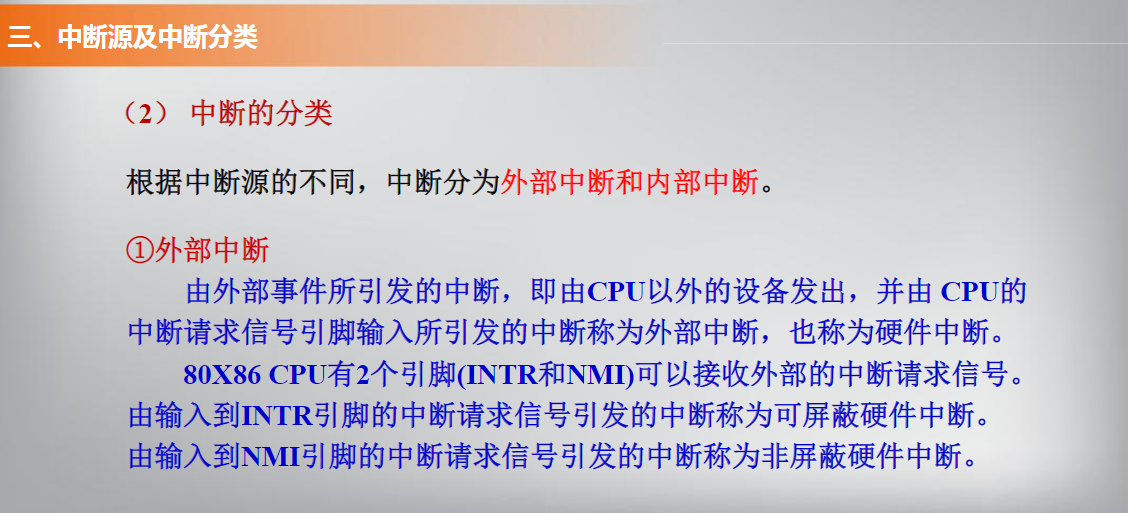 三、中断源及中断分类
（2） 中断的分类
根据中断源的不同，中断分为外部中断和内部中断。
①外部中断
由外部事件所引发的中断，即由CPU以外的设备发出，并由 CPU的
中断请求信号引脚输入所引发的中断称为外部中断，也称为硬件中断。
80X86 CPU有2个引脚(INTR和NMI)可以接收外部的中断请求信号。
由输入到INTR引脚的中断请求信号引发的中断称为可屏蔽硬件中断。
由输入到NMI引脚的中断请求信号引发的中断称为非屏蔽硬件中断。